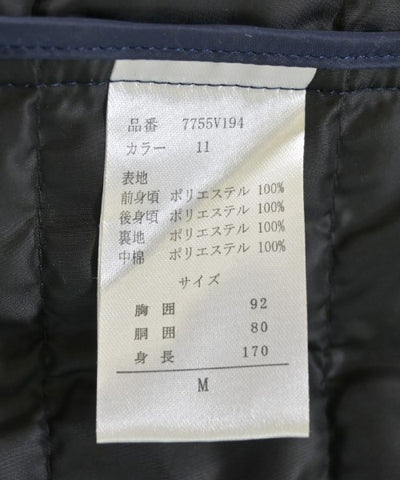 品番 7755V194
カラー 11
表地
前身頃 ポリエステル 100%
後身頃 ポリエステル 100%
裏地 ポリエステル 100%
中棉 ポリエステル 100%
サイズ
胸囲 92
胴囲 80
身長 170
M